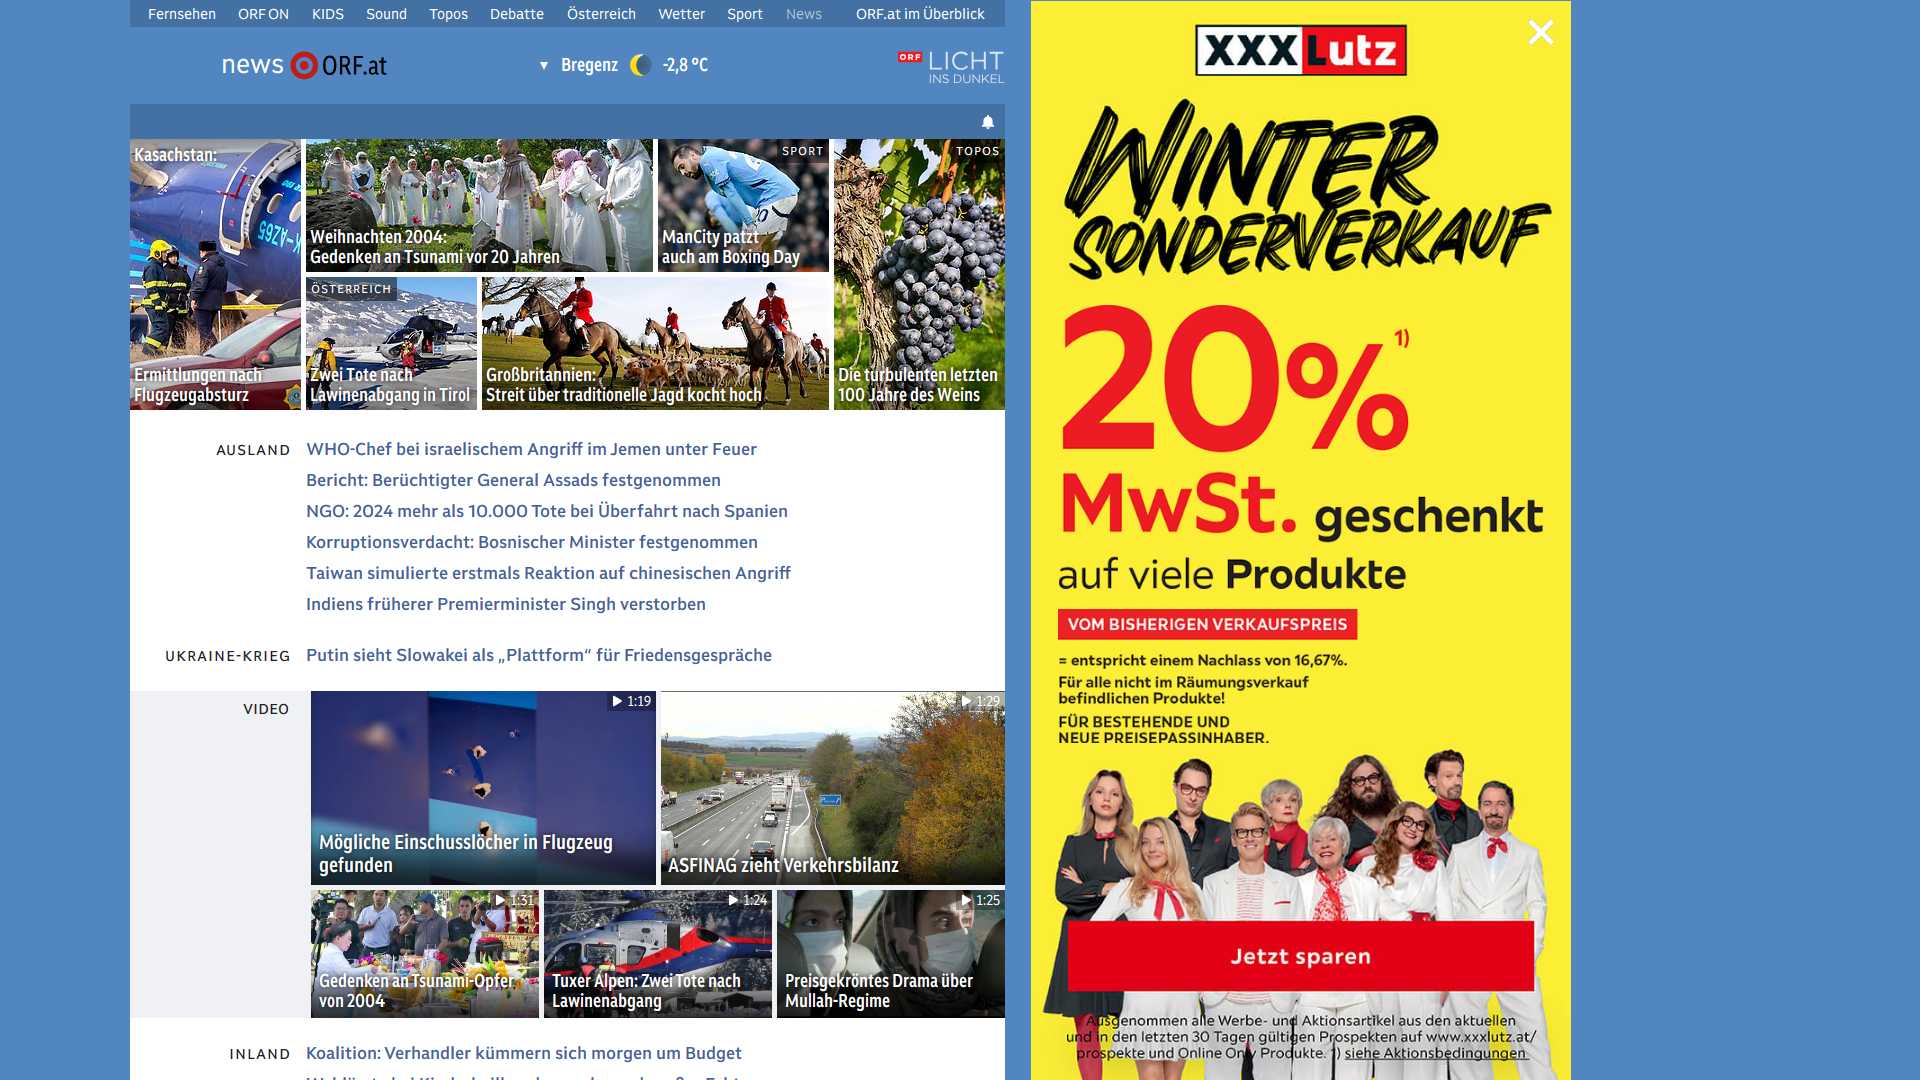 Fernsehen ORF ON KIDS Sound Topos Debatte Österreich Wetter Sport News ORF.at im Überblick
news ORF.at
▼ Bregenz -2,8 °C
ORF LICHT
INS DUNKEL
Kasachstan:
Ermittlungen nach
Flugzeugabsturz
Weihnachten 2004:
Gedenken an Tsunami vor 20 Jahren
SPORT
ManCity patzt
auch am Boxing Day
TOPOS
Die turbulenten letzten
100 Jahre des Weins
ÖSTERREICH
Zwei Tote nach
Lawinenabgang in Tirol
Großbritannien:
Streit über traditionelle Jagd kocht hoch
AUSLAND
WHO-Chef bei israelischem Angriff im Jemen unter Feuer
Bericht: Berüchtigter General Assads festgenommen
NGO: 2024 mehr als 10.000 Tote bei Überfahrt nach Spanien
Korruptionsverdacht: Bosnischer Minister festgenommen
Taiwan simulierte erstmals Reaktion auf chinesischen Angriff
Indiens früherer Premierminister Singh verstorben
UKRAINE-KRIEG
Putin sieht Slowakei als „Plattform“ für Friedensgespräche
VIDEO
1:19
Mögliche Einschusslöcher in Flugzeug
gefunden
1:29
ASFINAG zieht Verkehrsbilanz
1:31
Gedenken an Tsunami-Opfer
von 2004
1:24
Tuxer Alpen: Zwei Tote nach
Lawinenabgang
1:25
Preisgekröntes Drama über
Mullah-Regime
INLAND
Koalition: Verhandler kümmern sich morgen um Budget
XXXLutz
WINTER
SONDERVERKAUF
20% 1)
MwSt. geschenkt
auf viele Produkte
VOM BISHERIGEN VERKAUFSPREIS
= entspricht einem Nachlass von 16,67%.
Für alle nicht im Räumungsverkauf
befindlichen Produkte!
FÜR BESTEHENDE UND
NEUE PREISEPASSINHABER.
Jetzt sparen
Ausgenommen alle Werbe- und Aktionsartikel aus den aktuellen
und in den letzten 30 Tagen gültigen Prospekten auf www.xxxlutz.at/
prospekte und Online Only Produkte. 1) siehe Aktionsbedingungen